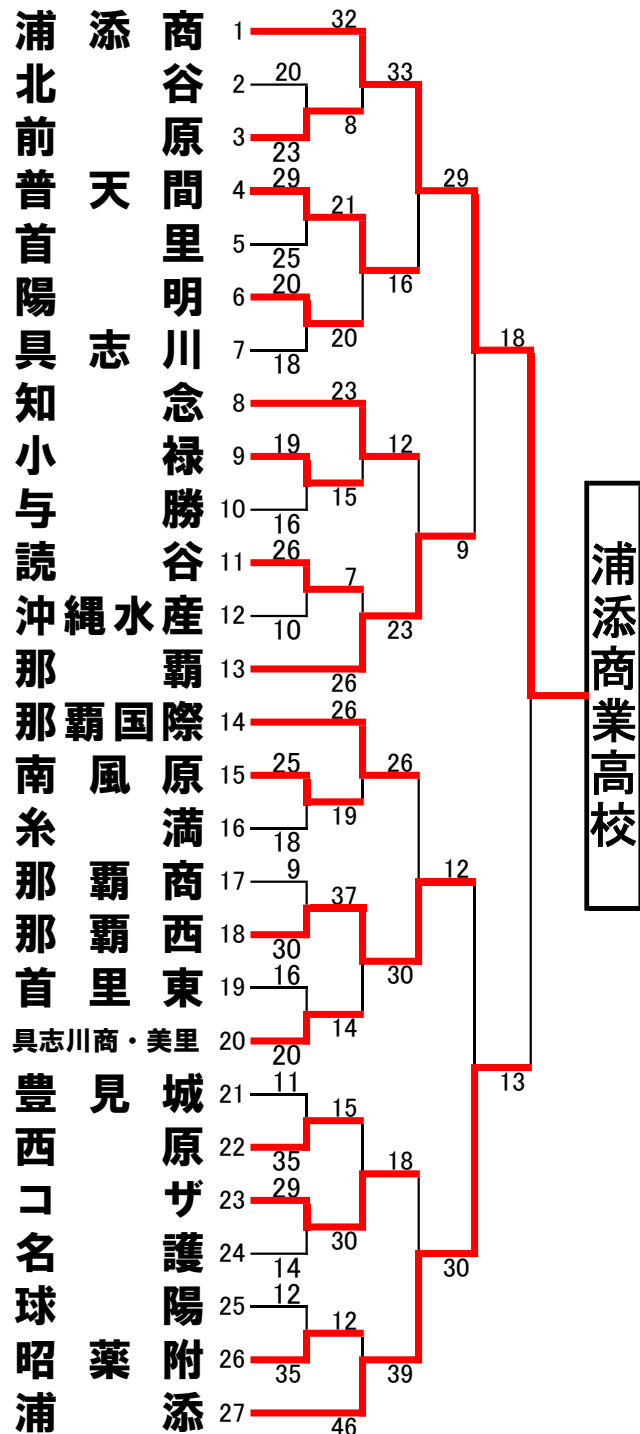 浦添商 1
北谷 2
前原 3
普天間 4
首里 5
陽明 6
具志川 7
知念 8
小禄 9
与勝 10
読谷 11
沖縄水産 12
那覇 13
那覇国際 14
南風原 15
糸満 16
那覇商 17
那覇西 18
首里東 19
具志川商・美里 20
豊見城 21
西原 22
コザ 23
名護 24
球陽 25
昭薬附 26
浦添 27
20
23
29
25
20
18
19
16
26
10
25
18
9
30
16
20
11
35
29
14
12
35
32
8
21
20
23
15
7
26
26
19
37
14
15
30
12
46
33
16
12
23
26
30
18
39
29
9
12
30
18
13
浦添商業高校